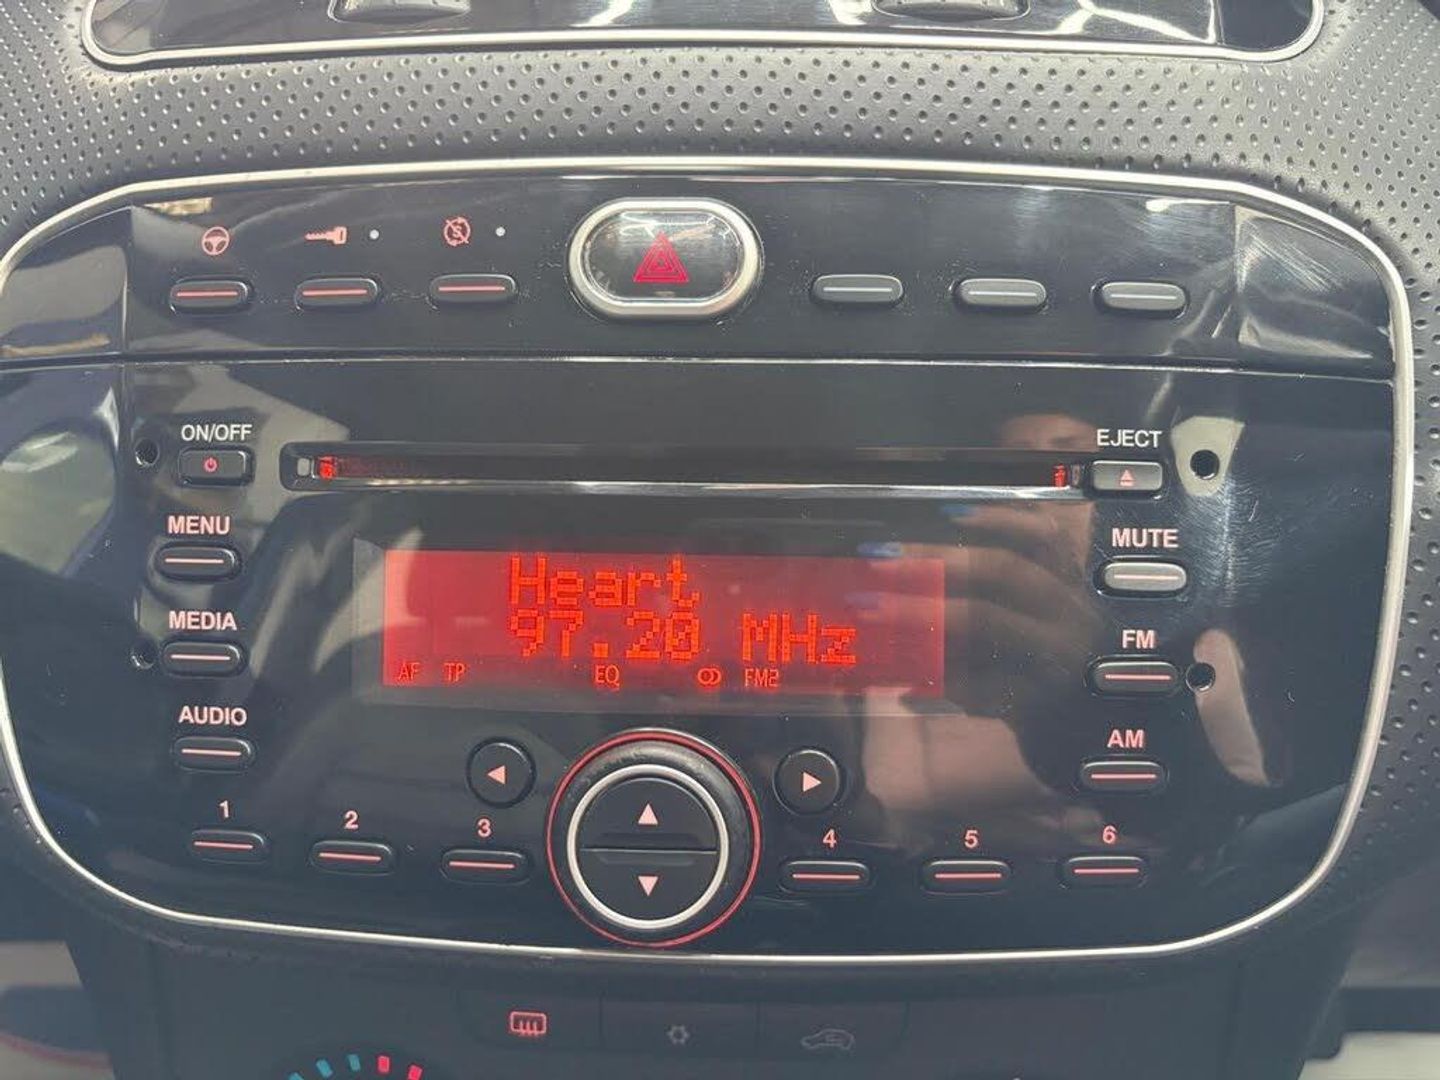 ON/OFF
EJECT
MENU
MUTE
Heart
97.20 MHz
MEDIA
FM
AF TP EQ FM2
AUDIO
AM
1 2 3 4 5 6